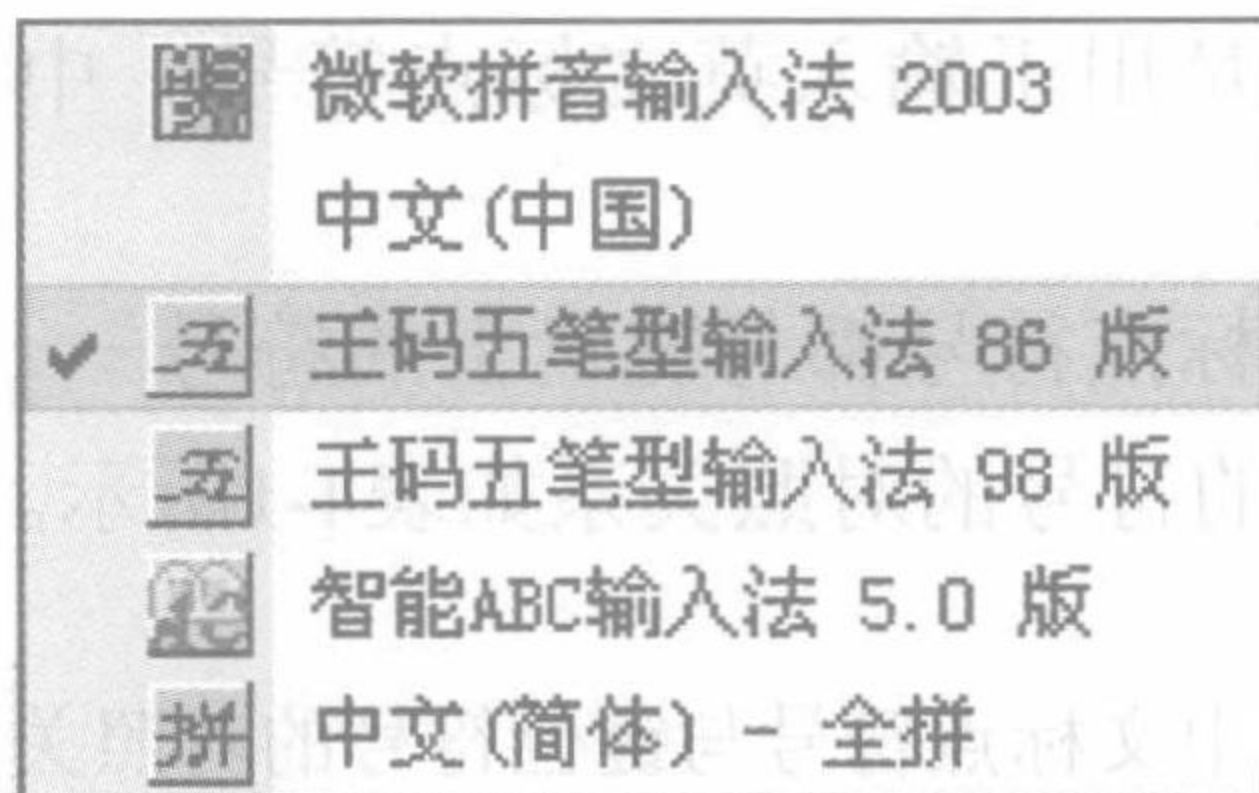 微软拼音输入法 2003
中文(中国)
王码五笔型输入法 86 版
王码五笔型输入法 98 版
智能ABC输入法 5.0 版
中文(简体) - 全拼